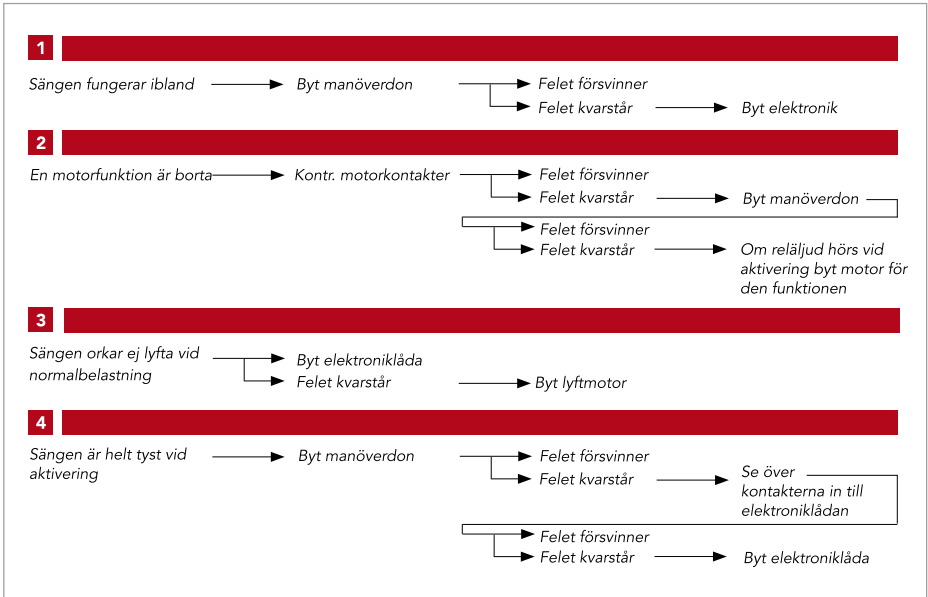 1
Sängen fungerar ibland
Byt manöverdon
Felet försvinner
Felet kvarstår
Byt elektronik
2
En motorfunktion är borta
Kontr. motorkontakter
Felet försvinner
Felet kvarstår
Byt manöverdon
Felet försvinner
Felet kvarstår
Om reläljud hörs vid
aktivering byt motor för
den funktionen
3
Sängen orkar ej lyfta vid
normalbelastning
Byt elektroniklåda
Felet kvarstår
Byt lyftmotor
4
Sängen är helt tyst vid
aktivering
Byt manöverdon
Felet försvinner
Felet kvarstår
Se över
kontakterna in till
elektroniklådan
Felet försvinner
Felet kvarstår
Byt elektroniklåda